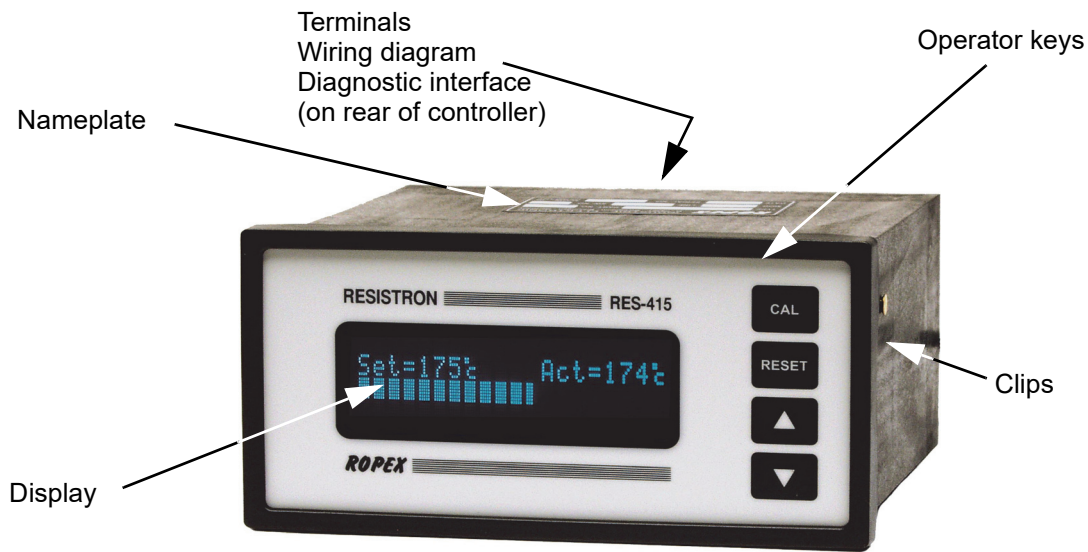 Terminals
Wiring diagram
Diagnostic interface
(on rear of controller)
Operator keys
Nameplate
RESISTRON RES-415
CAL
Set=175°C Act=174°C
RESET
Clips
ROPEX
Display